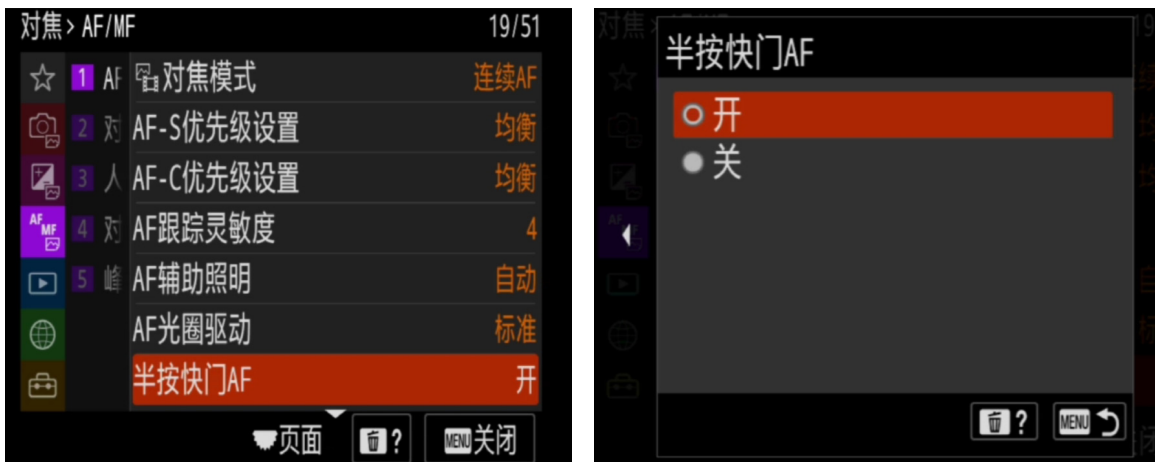 对焦> AF/MF
19/51
1 AF
对焦模式
连续AF
2 对
AF-S优先级设置
均衡
3 人
AF-C优先级设置
均衡
AF MF
4 对
AF跟踪灵敏度
4
5 峰
AF辅助照明
自动
AF光圈驱动
标准
半按快门AF
开
页面
?
MENU关闭
半按快门AF
开
关
?
MENU